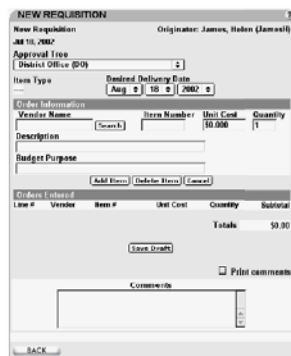 NEW REQUISITION ?
New Requisition Originator: James, Helen (JamesH)
Jul 18, 2002
Approval Tree
District Office (DO)
Item Type Desired Delivery Date
--- Aug 18 2002
Order Information
Vendor Name Item Number Unit Cost Quantity
Search $0.000 1
Description
Budget Purpose
Add Item Delete Item Cancel
Orders Entered
Line # Vendor Item # Unit Cost Quantity Subtotal
Totals $0.00
Save Draft
Print comments
Comments
BACK